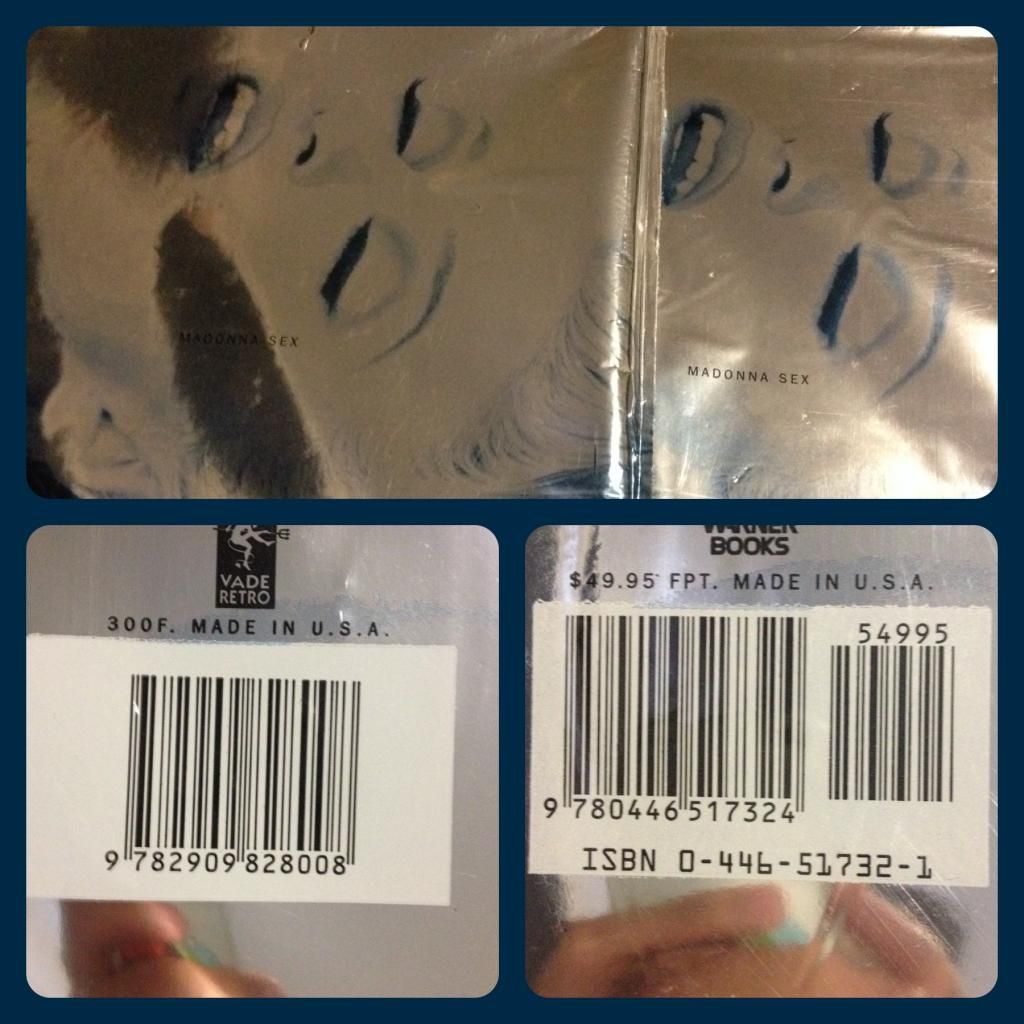 MADONNA SEX
MADONNA SEX
VADE
RETRO
300F. MADE IN U.S.A.
9 782909 828008
WARNER
BOOKS
$49.95 FPT. MADE IN U.S.A.
54995
9 780446 517324
ISBN 0-446-51732-1